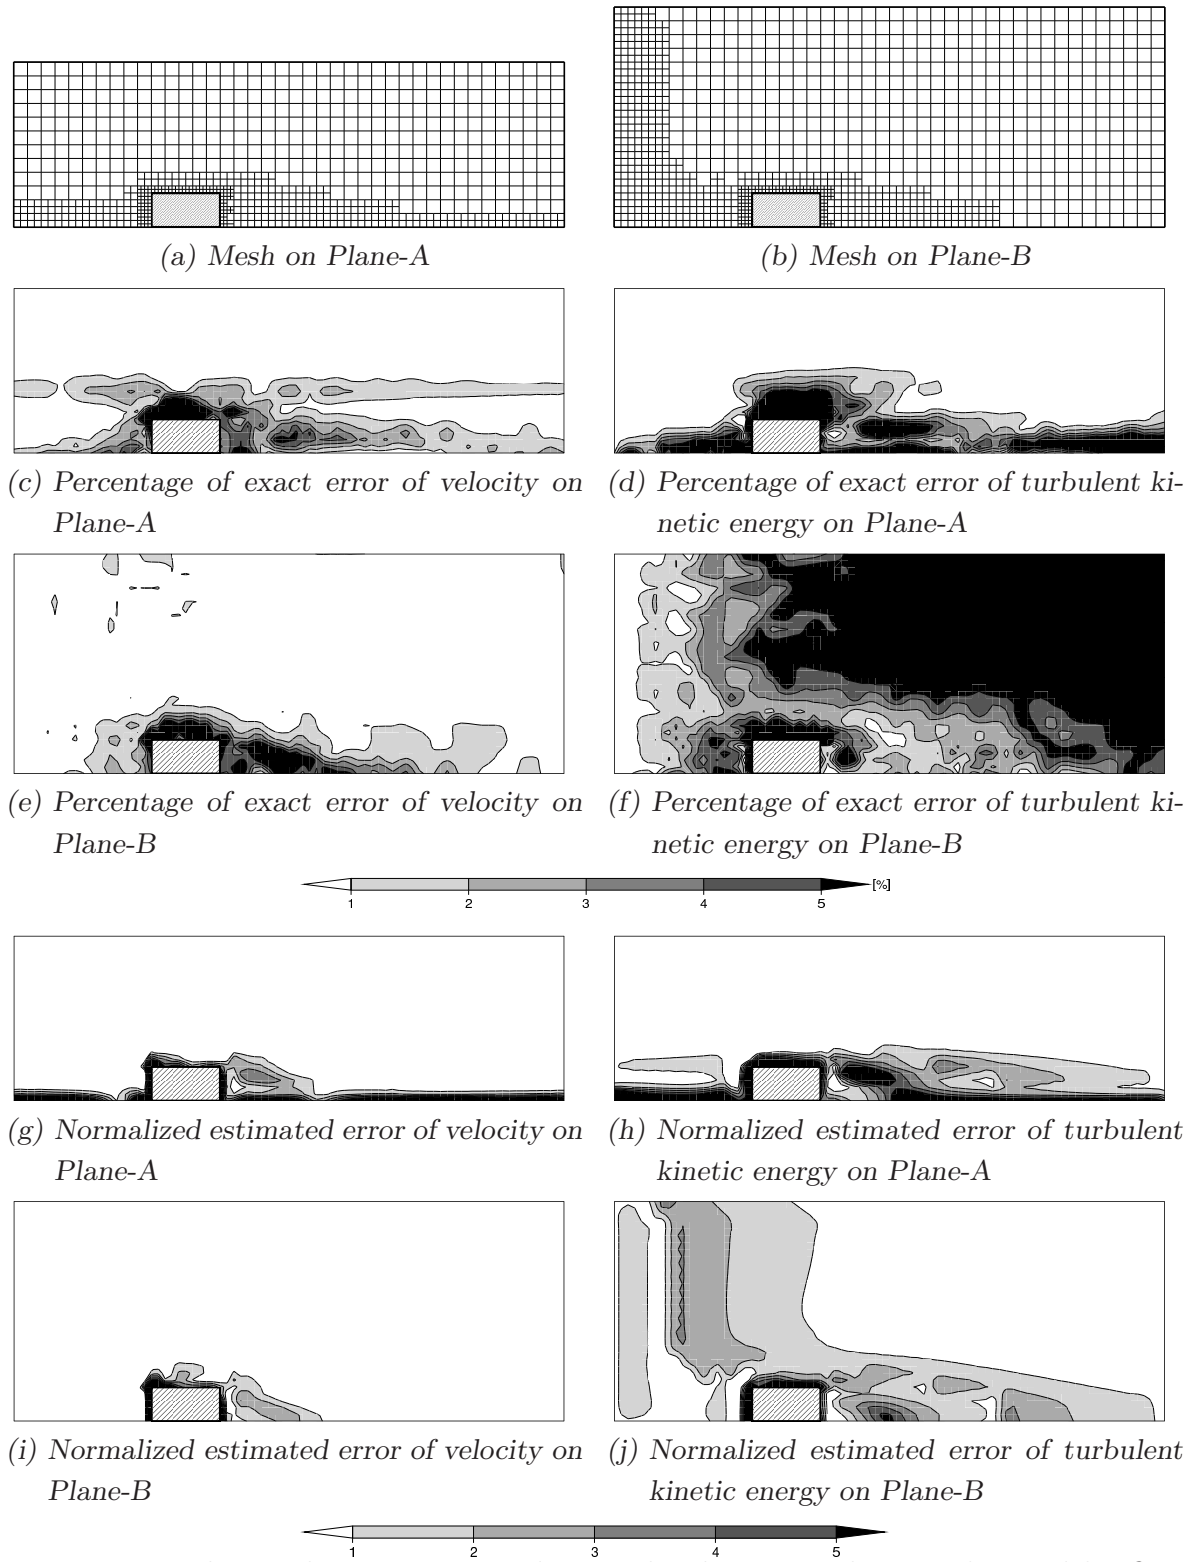 (a) Mesh on Plane-A
(b) Mesh on Plane-B
(c) Percentage of exact error of velocity on
Plane-A
(d) Percentage of exact error of turbulent ki-
netic energy on Plane-A
(e) Percentage of exact error of velocity on
Plane-B
(f) Percentage of exact error of turbulent ki-
netic energy on Plane-B
[%]
1 2 3 4 5
(g) Normalized estimated error of velocity on
Plane-A
(h) Normalized estimated error of turbulent
kinetic energy on Plane-A
(i) Normalized estimated error of velocity on
Plane-B
(j) Normalized estimated error of turbulent
kinetic energy on Plane-B
1 2 3 4 5